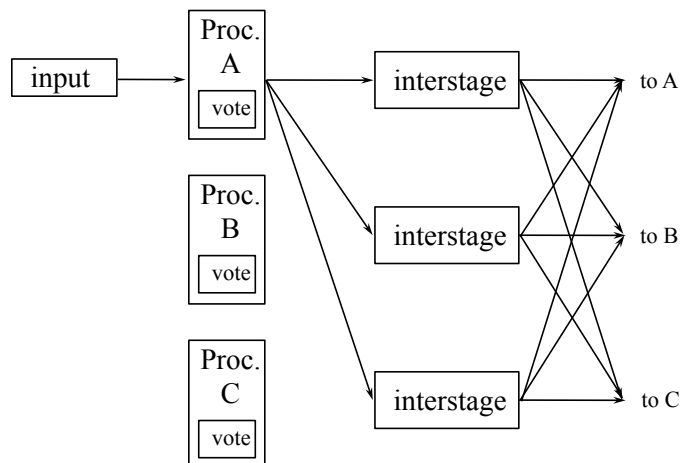 input
Proc.
A
vote
Proc.
B
vote
Proc.
C
vote
interstage
interstage
interstage
to A
to B
to C